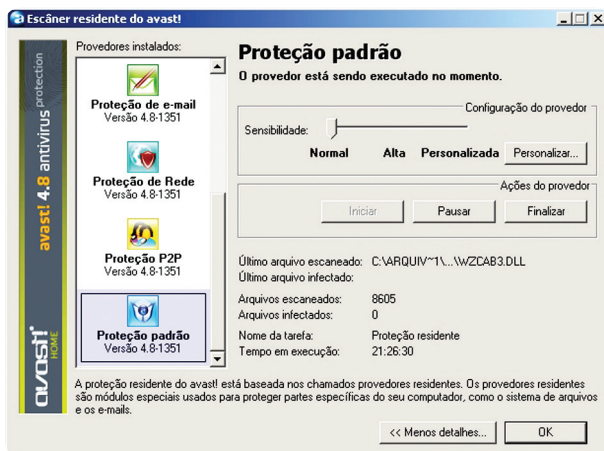 Escâner residente do avast!
avast! 4.8 antivirus protection
avast!
HOME
Provedores instalados:
Proteção de e-mail
Versão 4.8-1351
Proteção de Rede
Versão 4.8-1351
Proteção P2P
Versão 4.8-1351
Proteção padrão
Versão 4.8-1351
Proteção padrão
O provedor está sendo executado no momento.
Configuração do provedor
Sensibilidade:
Normal Alta Personalizada Personalizar...
Ações do provedor
Iniciar Pausar Finalizar
Último arquivo escaneado: C:\ARQUIV~1\...\WZCAB3.DLL
Último arquivo infectado:
Arquivos escaneados: 8605
Arquivos infectados: 0
Nome da tarefa: Proteção residente
Tempo em execução: 21:26:30
A proteção residente do avast! está baseada nos chamados provedores residentes. Os provedores residentes
são módulos especiais usados para proteger partes específicas do seu computador, como o sistema de arquivos
e os e-mails.
<< Menos detalhes... OK